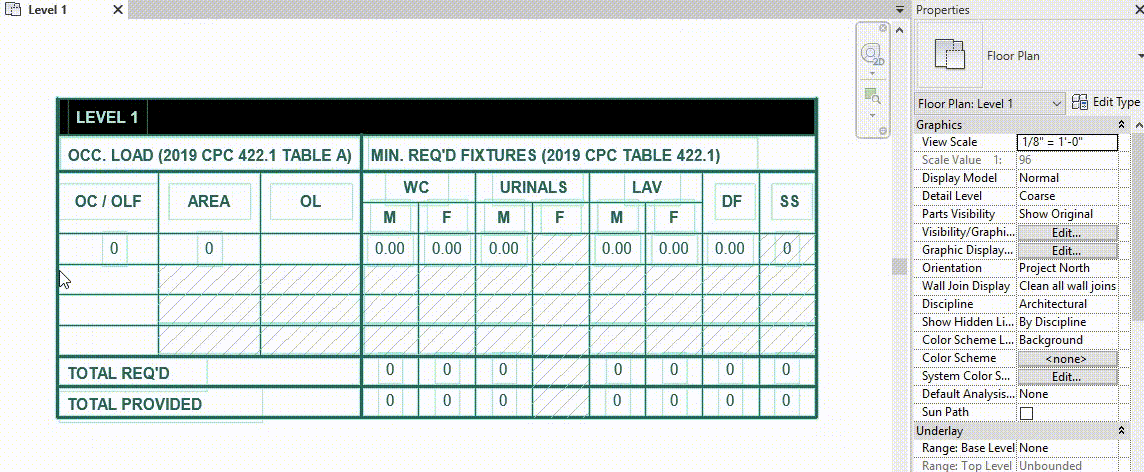 Level 1
LEVEL 1
OCC. LOAD (2019 CPC 422.1 TABLE A) MIN. REQ'D FIXTURES (2019 CPC TABLE 422.1)
OC / OLF AREA OL WC URINALS LAV DF SS
M F M F M F
0 0 0.00 0.00 0.00 0.00 0.00 0.00 0
TOTAL REQ'D 0 0 0 0 0 0 0
TOTAL PROVIDED 0 0 0 0 0 0 0
2D
Properties
Floor Plan
Floor Plan: Level 1 Edit Type
Graphics
View Scale 1/8" = 1'-0"
Scale Value 1: 96
Display Model Normal
Detail Level Coarse
Parts Visibility Show Original
Visibility/Graphi... Edit...
Graphic Display... Edit...
Orientation Project North
Wall Join Display Clean all wall joins
Discipline Architectural
Show Hidden Li... By Discipline
Color Scheme L... Background
Color Scheme <none>
System Color S... Edit...
Default Analysis... None
Sun Path
Underlay
Range: Base Level None
Range: Top Level Unbounded